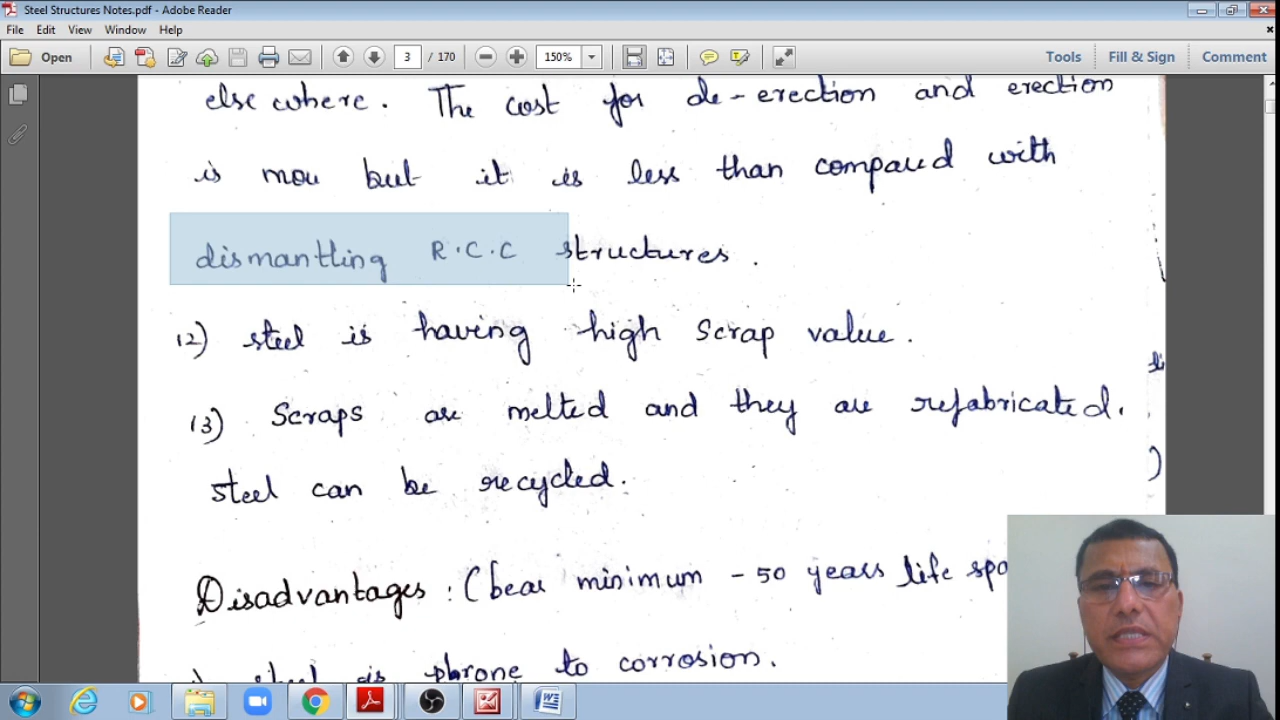 Steel Structures Notes.pdf - Adobe Reader
File Edit View Window Help
Open 3 / 170 150% Tools Fill & Sign Comment
else where. The cost for de-erection and erection
is more but it is less than compared with
dismantling R.C.C structures.
12) steel is having high scrap value.
13) Scraps are melted and they are refabricated.
steel can be recycled.
Disadvantages : (bear minimum - 50 years life spa
steel is phrone to corrosion.